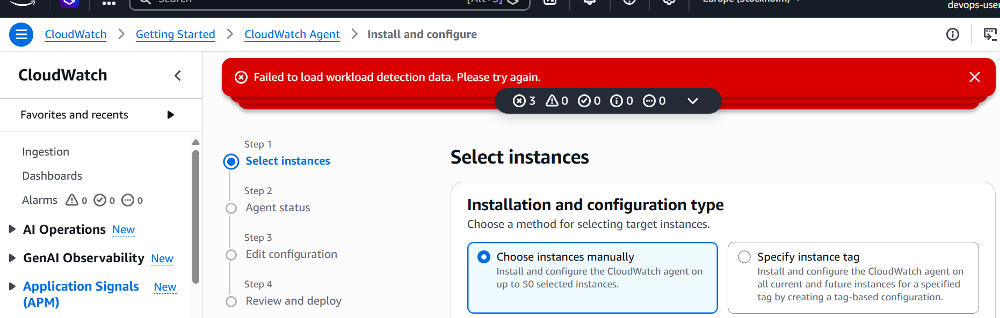 Search
[Alt+S]
Europe (Stockholm)
devops-user
CloudWatch
Getting Started
CloudWatch Agent
Install and configure
CloudWatch
Favorites and recents
Ingestion
Dashboards
Alarms 0 0 0
AI Operations New
GenAI Observability New
Application Signals New
(APM)
Failed to load workload detection data. Please try again.
3 0 0 0 0
Step 1
Select instances
Step 2
Agent status
Step 3
Edit configuration
Step 4
Review and deploy
Select instances
Installation and configuration type
Choose a method for selecting target instances.
Choose instances manually
Install and configure the CloudWatch agent on
up to 50 selected instances.
Specify instance tag
Install and configure the CloudWatch agent on
all current and future instances for a specified
tag by creating a tag-based configuration.